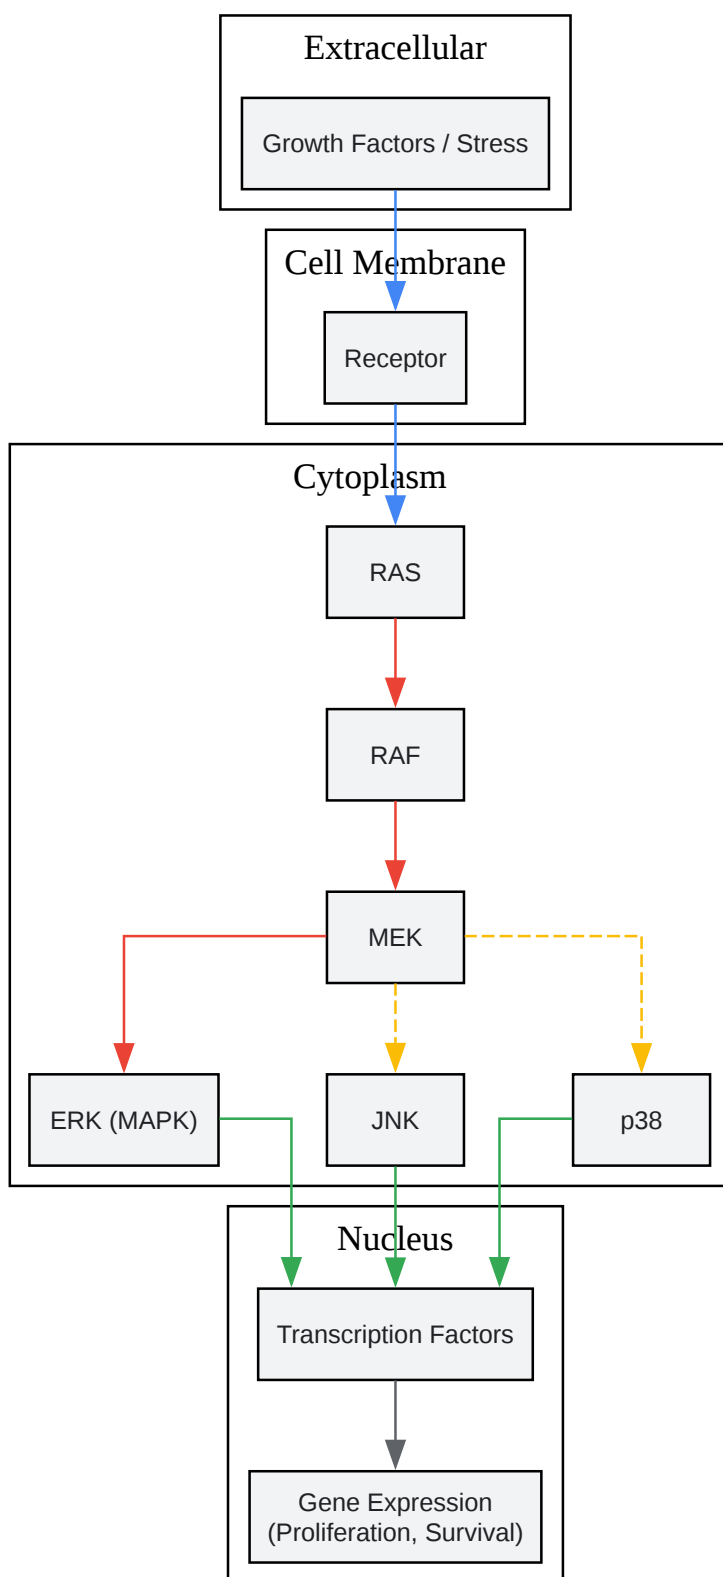 Extracellular
Growth Factors / Stress
Cell Membrane
Receptor
Cytoplasm
RAS
RAF
MEK
ERK (MAPK)
JNK
p38
Nucleus
Transcription Factors
Gene Expression
(Proliferation, Survival)